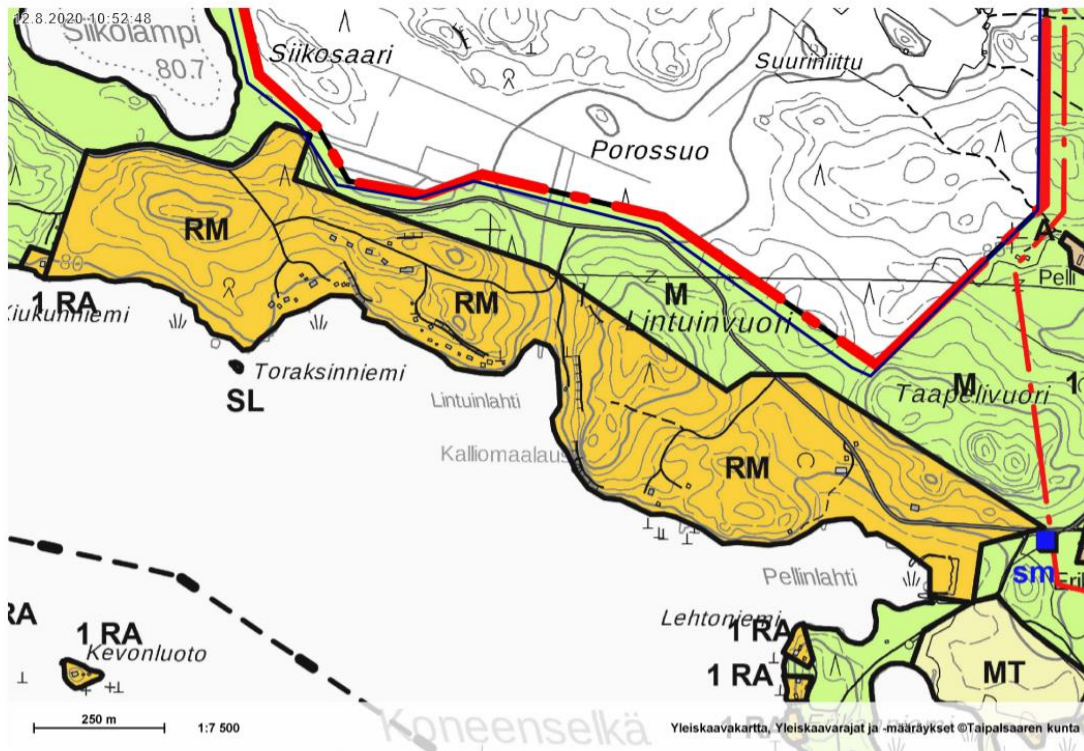 12.8.2020 10:52:48
Siikolampi
80.7
Siikosaari
Suuriniittu
Porossuo
RM
A
Pelli
80
1 RA
Kiukunniemi
RM
M
Lintuinvuori
Toraksinniemi
SL
M
1
Taapelivuori
Lintuinlahti
Kalliomaalaus
RM
Pellinlahti
sm
Lehtoniemi
1 RA
RA
1 RA
Kevonluoto
1 RA
MT
250 m
1:7 500
Koneenselkä
Yleiskaavakartta, Yleiskaavarajat ja -määräykset ©Taipalsaaren kunta